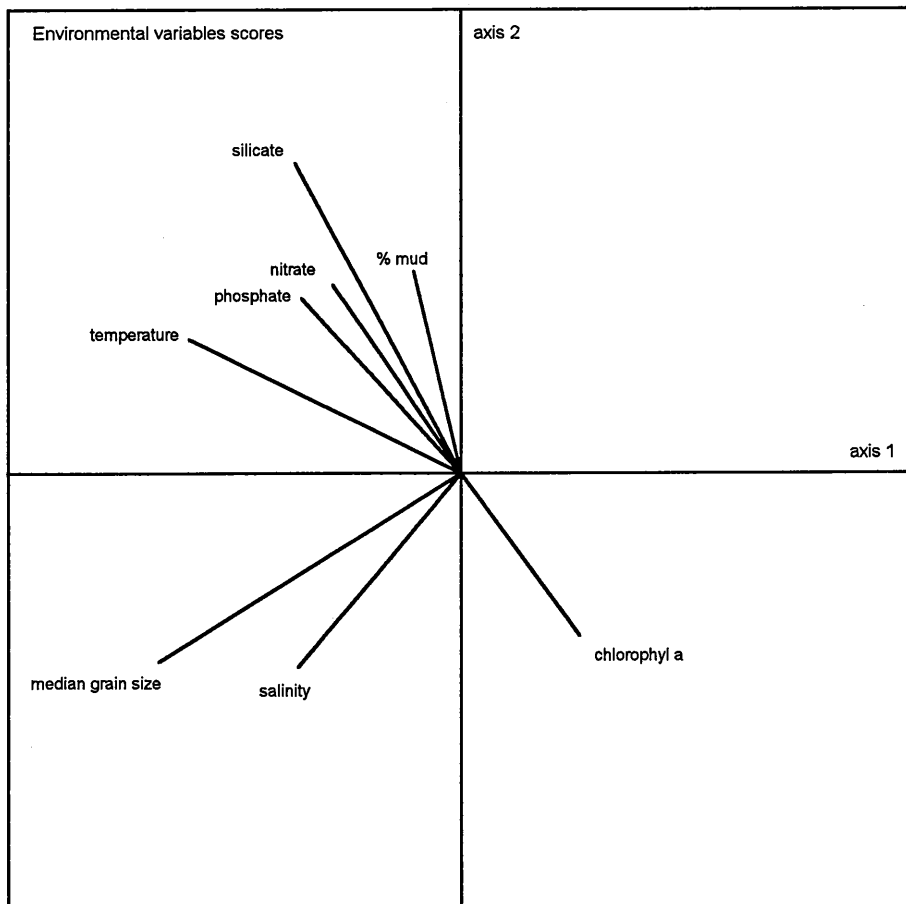 Environmental variables scores
axis 2
silicate
% mud
nitrate
phosphate
temperature
axis 1
chlorophyl a
median grain size
salinity